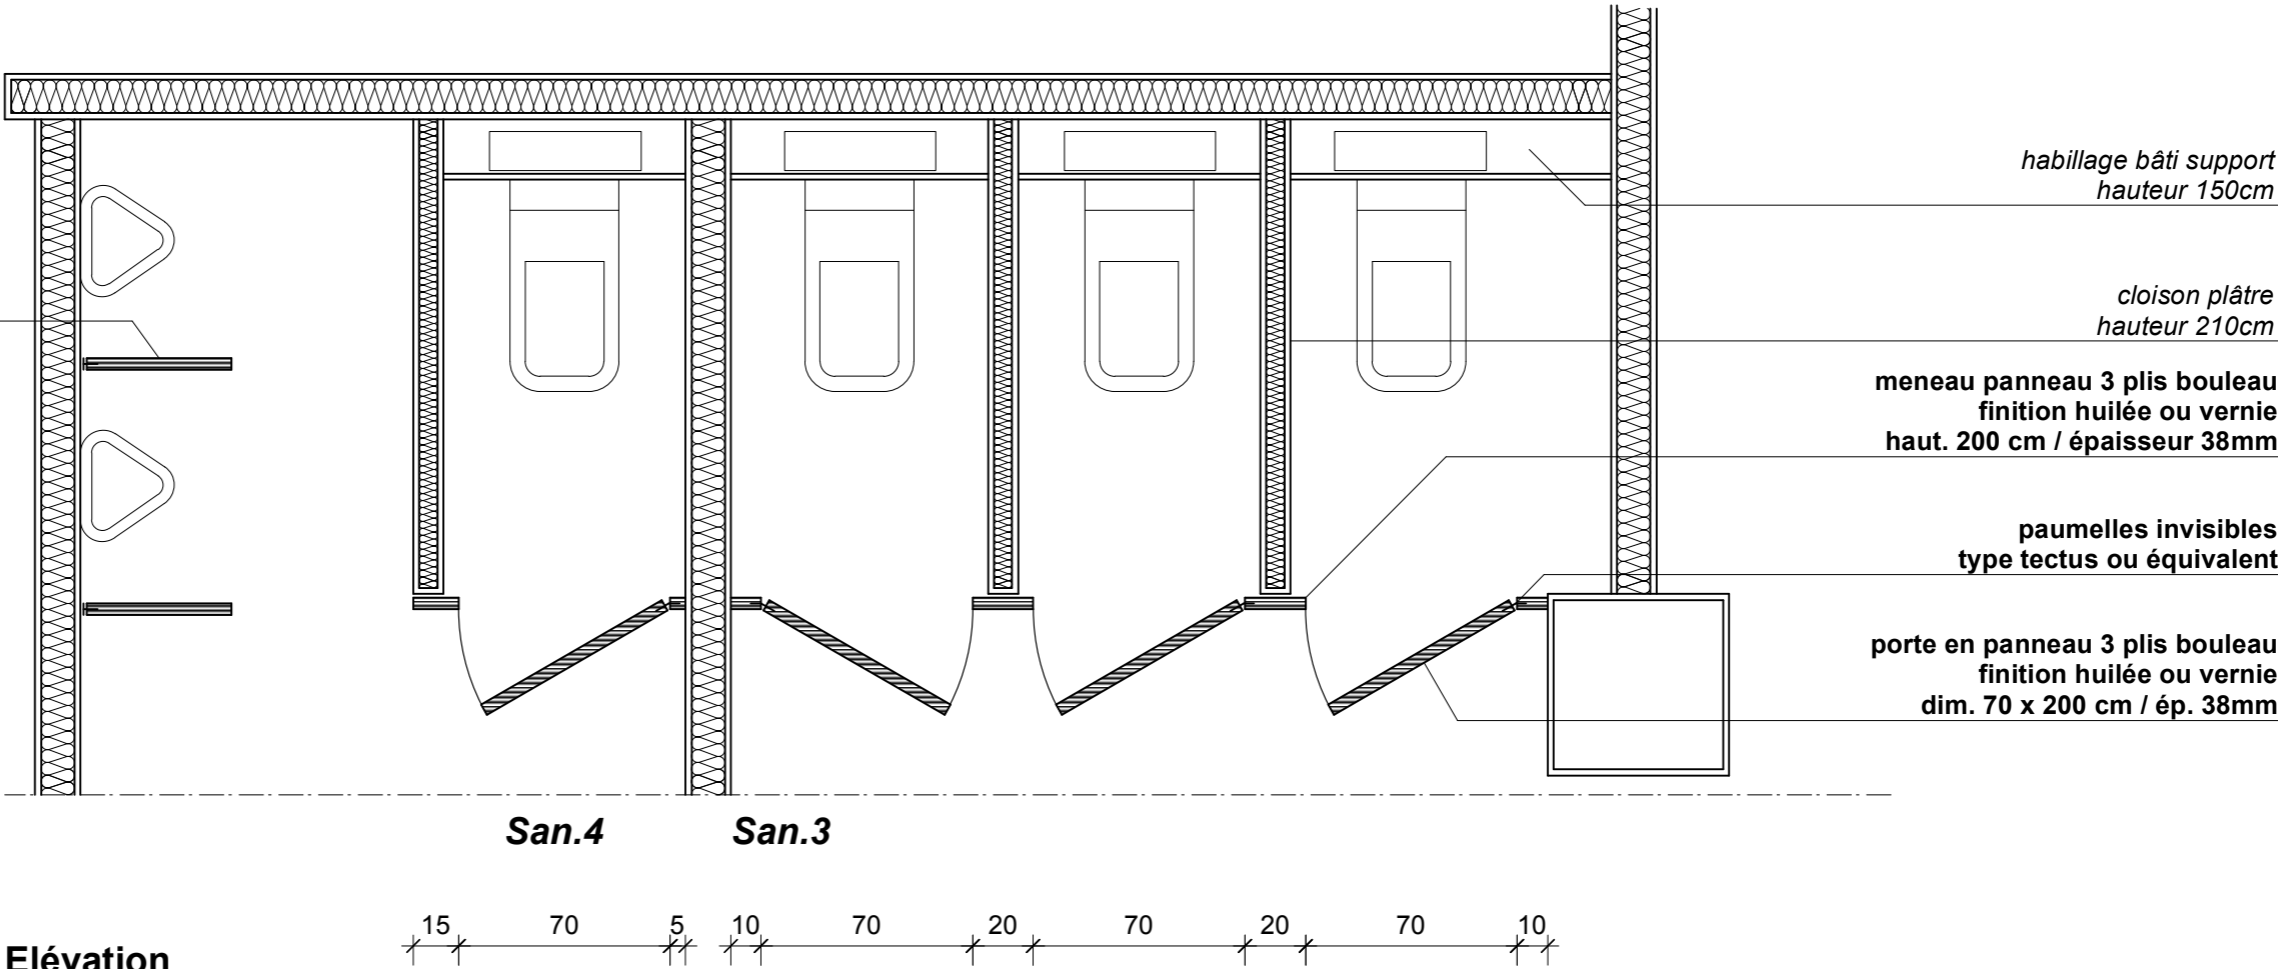 habillage bâti support
hauteur 150cm
cloison plâtre
hauteur 210cm
meneau panneau 3 plis bouleau
finition huilée ou vernie
haut. 200 cm / épaisseur 38mm
paumelles invisibles
type tectus ou équivalent
porte en panneau 3 plis bouleau
finition huilée ou vernie
dim. 70 x 200 cm / ép. 38mm
San.4 San.3
15 70 5 10 70 20 70 20 70 10
Elévation